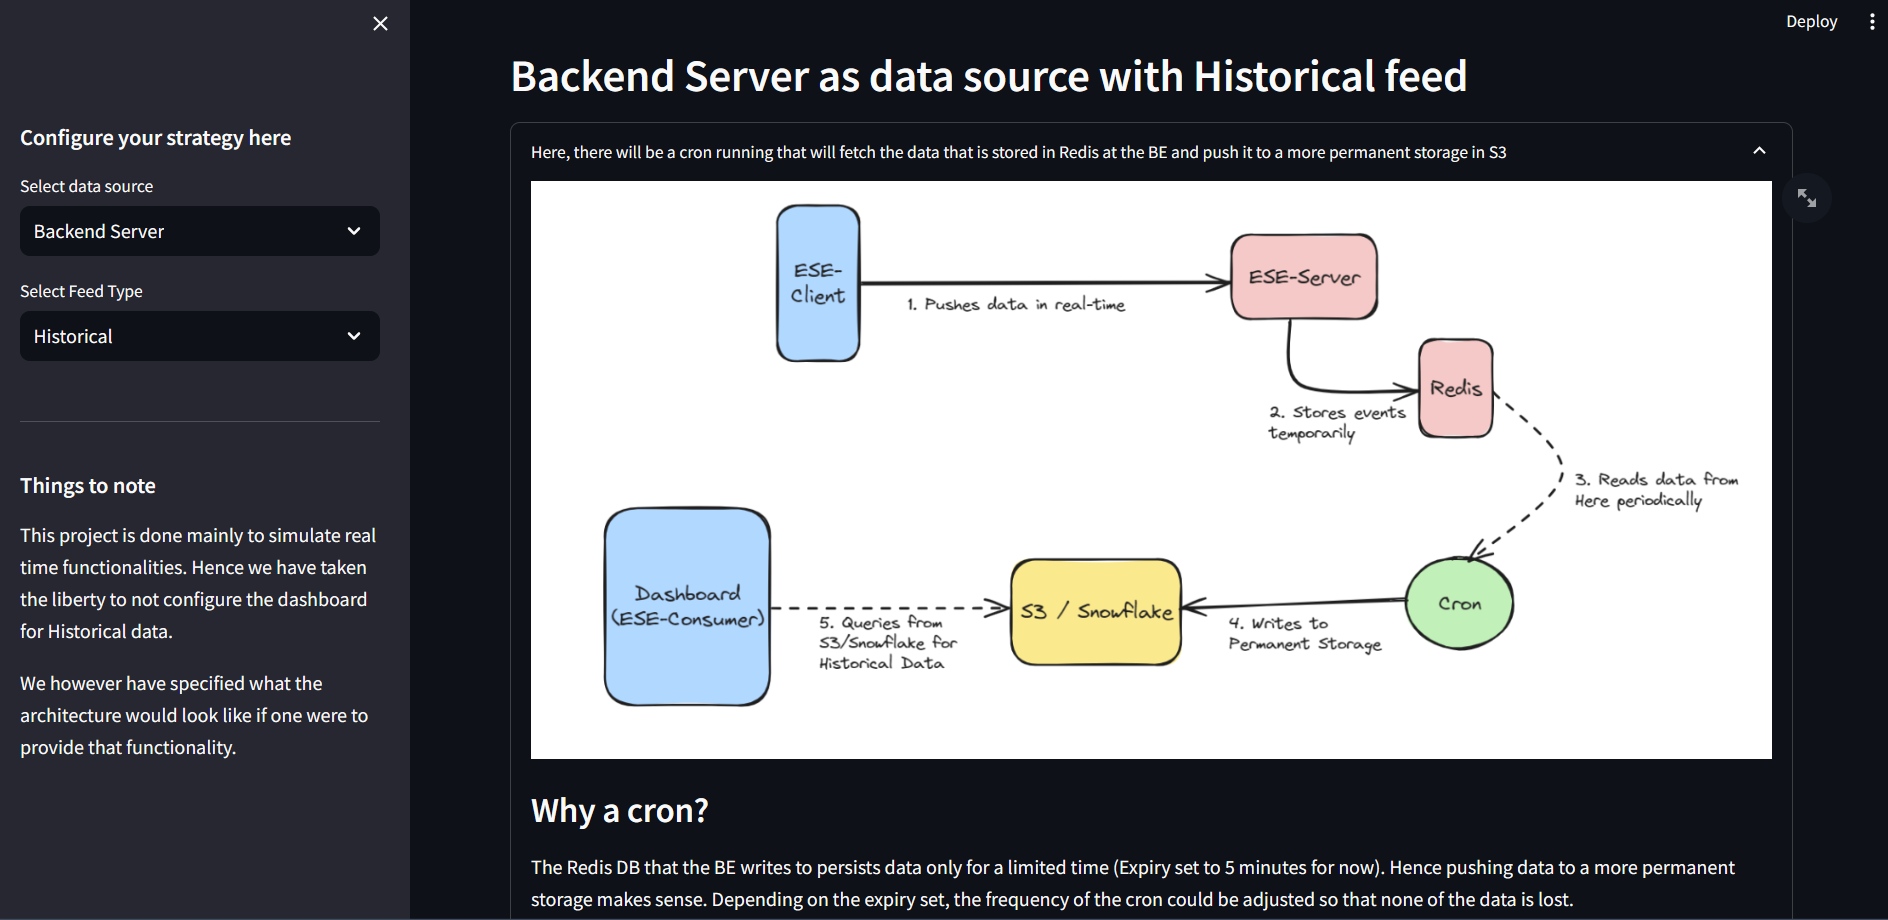 Deploy
Configure your strategy here
Select data source
Backend Server
Select Feed Type
Historical
Things to note
This project is done mainly to simulate real
time functionalities. Hence we have taken
the liberty to not configure the dashboard
for Historical data.
We however have specified what the
architecture would look like if one were to
provide that functionality.
Backend Server as data source with Historical feed
Here, there will be a cron running that will fetch the data that is stored in Redis at the BE and push it to a more permanent storage in S3
ESE-
Client
1. Pushes data in real-time
ESE-Server
Redis
2. Stores events
temporarily
3. Reads data from
Here periodically
Dashboard
(ESE-Consumer)
5. Queries from
S3/Snowflake for
Historical Data
S3 / Snowflake
4. Writes to
Permanent Storage
Cron
Why a cron?
The Redis DB that the BE writes to persists data only for a limited time (Expiry set to 5 minutes for now). Hence pushing data to a more permanent
storage makes sense. Depending on the expiry set, the frequency of the cron could be adjusted so that none of the data is lost.